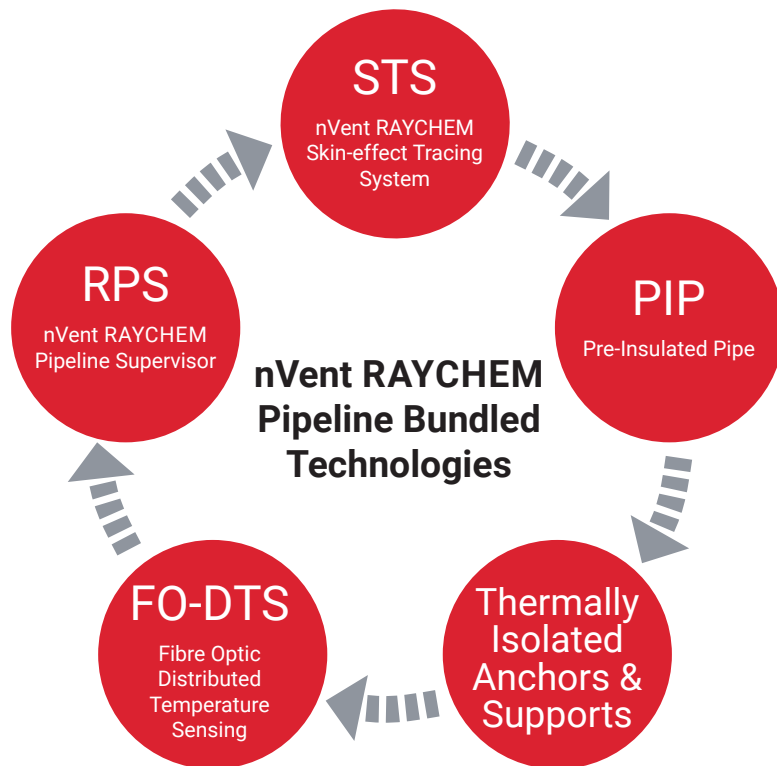 STS
nVent RAYCHEM
Skin-effect Tracing
System
PIP
Pre-Insulated Pipe
Thermally
Isolated
Anchors &
Supports
FO-DTS
Fibre Optic
Distributed
Temperature
Sensing
RPS
nVent RAYCHEM
Pipeline Supervisor
nVent RAYCHEM
Pipeline Bundled
Technologies